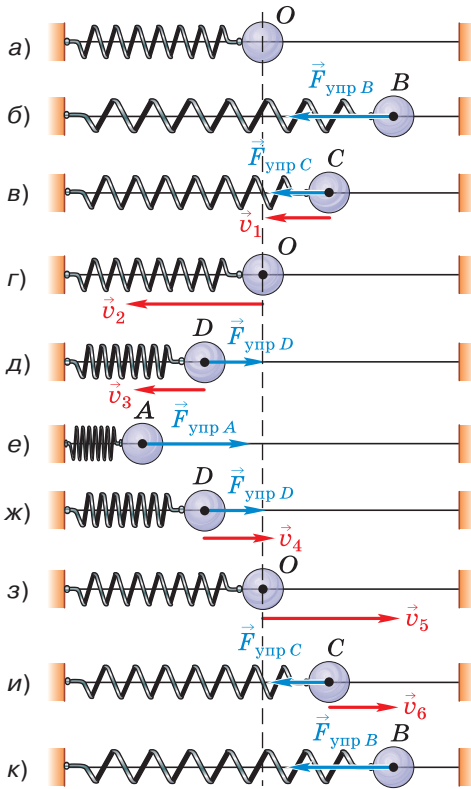 а) O
б) F⃗упр B B
в) F⃗упр C C v⃗₁
г) O v⃗₂
д) D F⃗упр D v⃗₃
е) A F⃗упр A
ж) D F⃗упр D v⃗₄
з) O v⃗₅
и) F⃗упр C C v⃗₆
к) F⃗упр B B